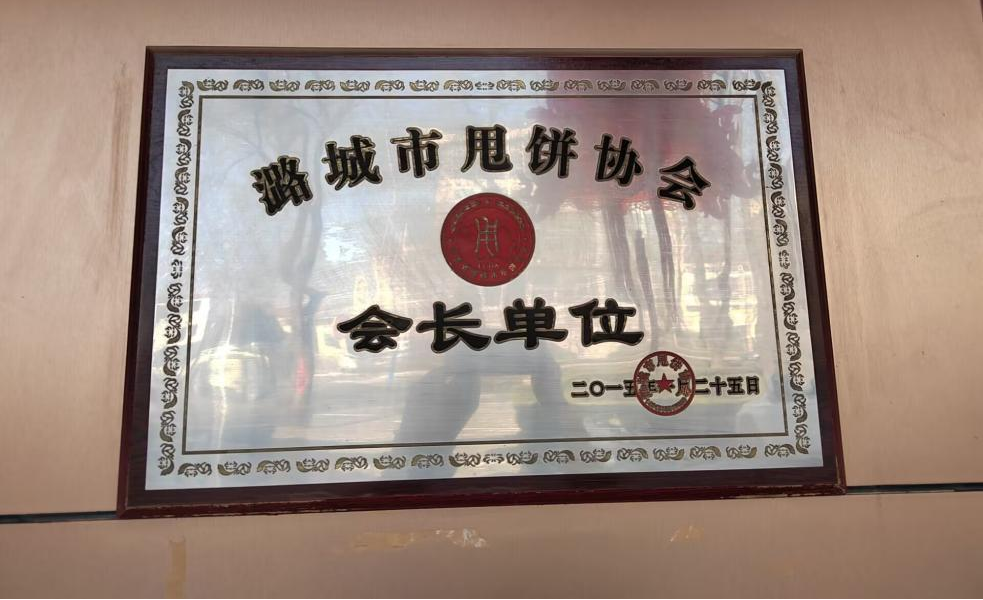 潞城市甩饼协会
会长单位
二〇一五年 月二十五日